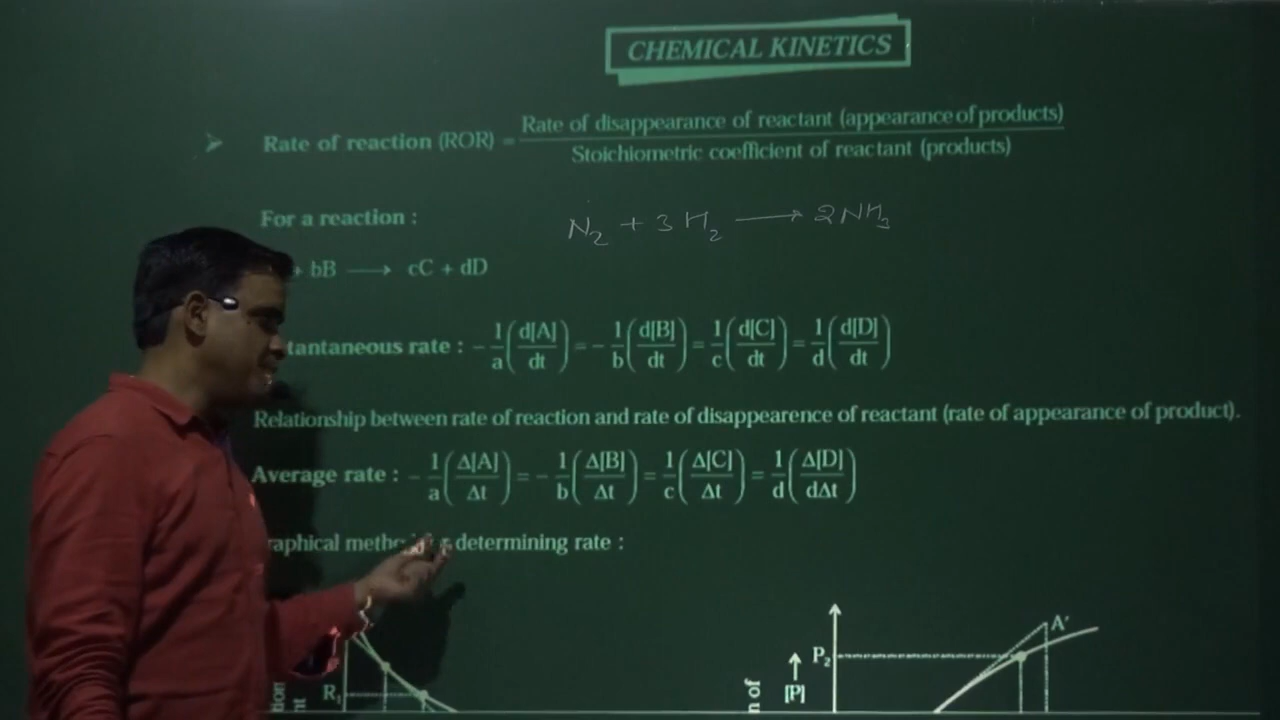 CHEMICAL KINETICS
➤ Rate of reaction (ROR) = Rate of disappearance of reactant (appearance of products) / Stoichiometric coefficient of reactant (products)
For a reaction :
N₂ + 3H₂ ⟶ 2NH₃
+ bB ⟶ cC + dD
tantaneous rate : -1/a(d[A]/dt) = -1/b(d[B]/dt) = 1/c(d[C]/dt) = 1/d(d[D]/dt)
Relationship between rate of reaction and rate of disappearence of reactant (rate of appearance of product).
Average rate : -1/a(Δ[A]/Δt) = -1/b(Δ[B]/Δt) = 1/c(Δ[C]/Δt) = 1/d(Δ[D]/dΔt)
raphical determining rate :
A'
P₂
[P]
R₁
n of